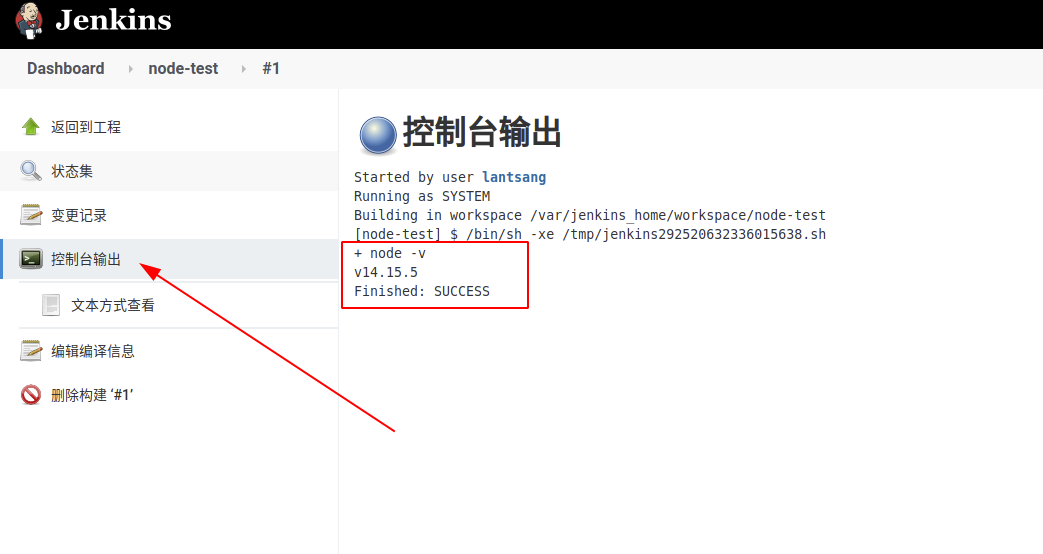 Jenkins
Dashboard node-test #1
返回到工程
状态集
变更记录
控制台输出
文本方式查看
编辑编译信息
删除构建 ‘#1’
控制台输出
Started by user lantsang
Running as SYSTEM
Building in workspace /var/jenkins_home/workspace/node-test
[node-test] $ /bin/sh -xe /tmp/jenkins292520632336015638.sh
+ node -v
v14.15.5
Finished: SUCCESS